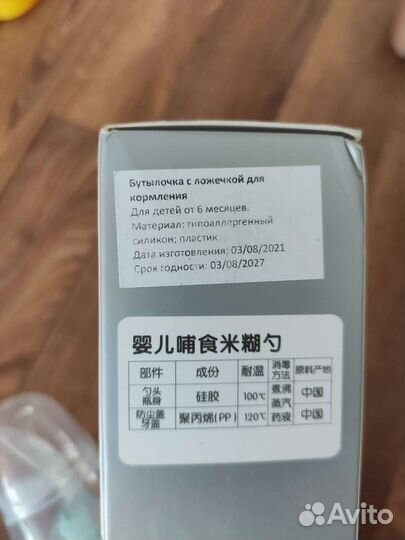 Бутылочка с ложечкой для
кормления
Для детей от 6 месяцев.
Материал: гипоаллергенный
силикон; пластик
Дата изготовления: 03/08/2021
Срок годности: 03/08/2027
婴儿哺食米糊勺
部件 成份 耐温 消毒方法 原料产地
勺头瓶身 硅胶 100℃ 煮沸 中国
蒸汽
防尘盖牙盖 聚丙烯(PP) 120℃ 药液 中国
Avito